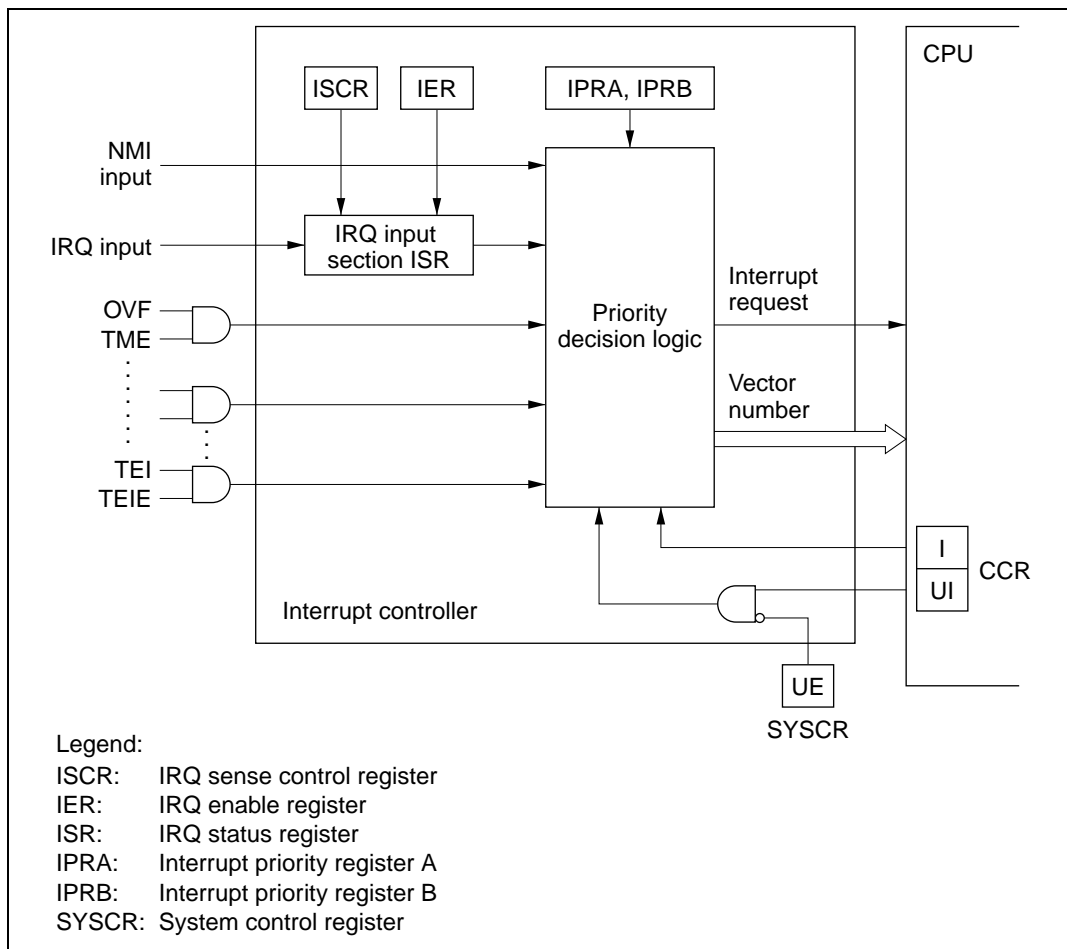 CPU
ISCR
IER
IPRA, IPRB
NMI
input
IRQ input
IRQ input
section ISR
OVF
TME
TEI
TEIE
Priority
decision logic
Interrupt
request
Vector
number
I
UI
CCR
Interrupt controller
UE
SYSCR
Legend:
ISCR: IRQ sense control register
IER: IRQ enable register
ISR: IRQ status register
IPRA: Interrupt priority register A
IPRB: Interrupt priority register B
SYSCR: System control register